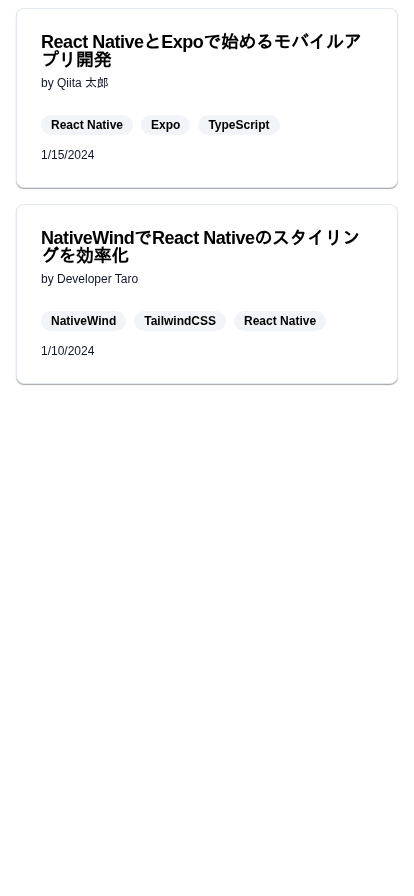 React NativeとExpoで始めるモバイルア
プリ開発
by Qiita 太郎
React Native Expo TypeScript
1/15/2024
NativeWindでReact Nativeのスタイリン
グを効率化
by Developer Taro
NativeWind TailwindCSS React Native
1/10/2024